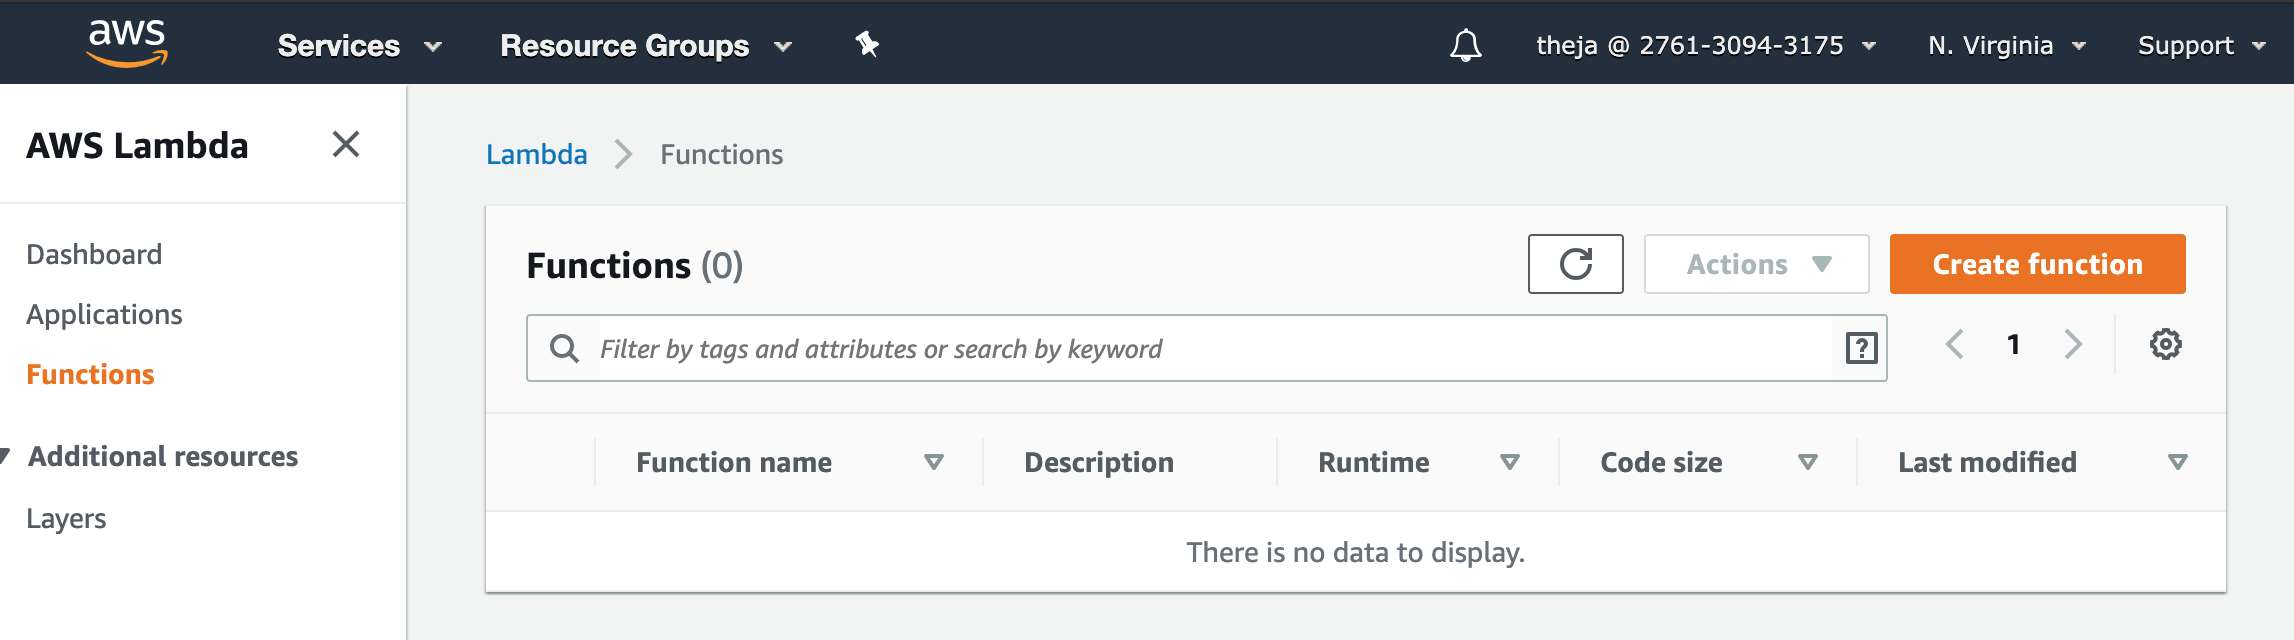 aws Services Resource Groups theja @ 2761-3094-3175 N. Virginia Support
AWS Lambda
Dashboard
Applications
Functions
Additional resources
Layers
Lambda Functions
Functions (0) Actions Create function
Filter by tags and attributes or search by keyword ? 1
Function name Description Runtime Code size Last modified
There is no data to display.